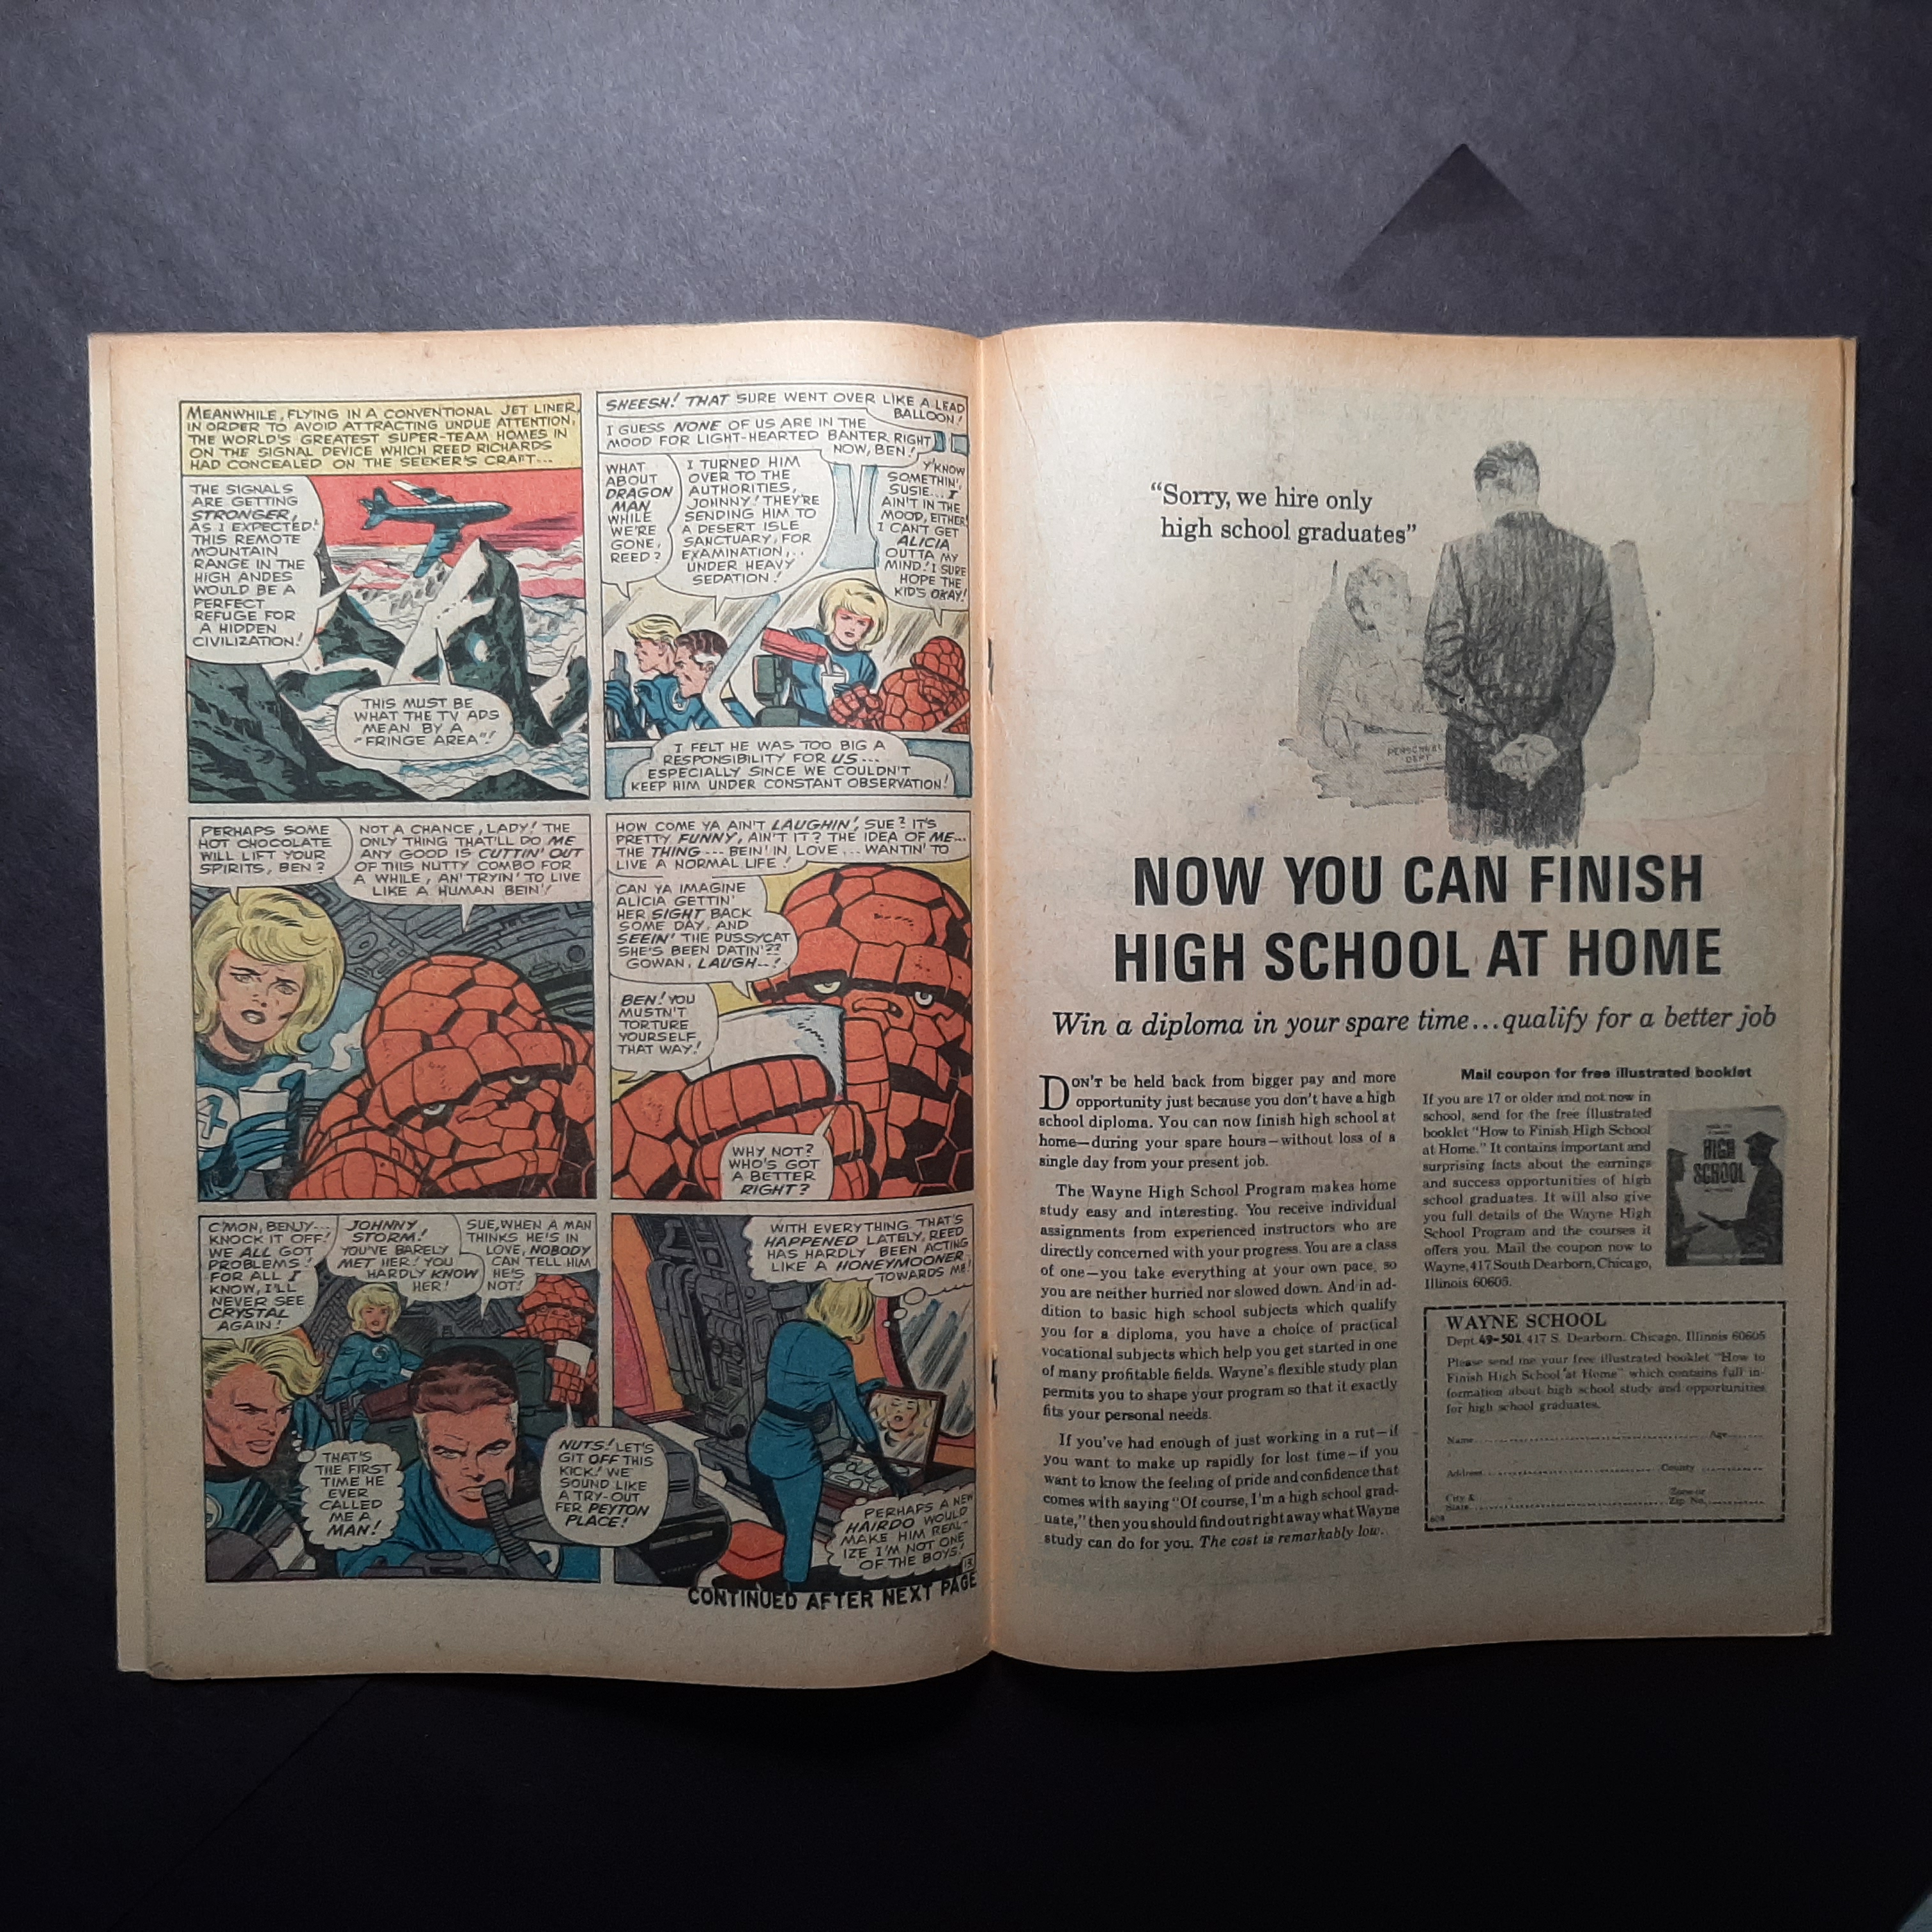 MEANWHILE, FLYING IN A CONVENTIONAL JET LINER,
IN ORDER TO AVOID ATTRACTING UNDUE ATTENTION,
THE WORLD'S GREATEST SUPER-TEAM HOMES IN
ON THE SIGNAL DEVICE WHICH REED RICHARDS
HAD CONCEALED ON THE SEEKER'S CRAFT...
THE SIGNALS
ARE GETTING
STRONGER,
AS I EXPECTED!
THIS REMOTE
MOUNTAIN
RANGE IN THE
HIGH ANDES
WOULD BE A
PERFECT
REFUGE FOR
A HIDDEN
CIVILIZATION!
THIS MUST BE
WHAT THE TV ADS
MEAN BY A
"FRINGE AREA"!
SHEESH! THAT SURE WENT OVER LIKE A LEAD
BALLOON!
I GUESS NONE OF US ARE IN THE
MOOD FOR LIGHT-HEARTED BANTER RIGHT
NOW, BEN!
WHAT
ABOUT
DRAGON
MAN
WHILE
WE'RE
GONE,
REED?
I TURNED HIM
OVER TO THE
AUTHORITIES,
JOHNNY! THEY'RE
SENDING HIM TO
A DESERT ISLE
SANCTUARY, FOR
EXAMINATION,..
UNDER HEAVY
SEDATION!
Y'KNOW
SOMETHIN',
SUSIE... I
AIN'T IN THE
MOOD, EITHER!
I CAN'T GET
ALICIA
OUTTA MY
MIND! I SURE
HOPE THE
KID'S OKAY!
I FELT HE WAS TOO BIG A
RESPONSIBILITY FOR US...
ESPECIALLY SINCE WE COULDN'T
KEEP HIM UNDER CONSTANT OBSERVATION!
PERHAPS SOME
HOT CHOCOLATE
WILL LIFT YOUR
SPIRITS, BEN?
NOT A CHANCE, LADY! THE
ONLY THING THAT'LL DO ME
ANY GOOD IS CUTTIN' OUT
OF THIS NUTTY COMBO FOR
A WHILE, AN' TRYIN' TO LIVE
LIKE A HUMAN BEIN'!
HOW COME YA AIN'T LAUGHIN', SUE? IT'S
PRETTY FUNNY, AIN'T IT? THE IDEA OF ME...
THE THING--- BEIN' IN LOVE... WANTIN' TO
LIVE A NORMAL LIFE!
CAN YA IMAGINE
ALICIA GETTIN'
HER SIGHT BACK
SOME DAY, AND
SEEIN' THE PUSSYCAT
SHE'S BEEN DATIN'??
GOWAN, LAUGH--!
BEN! YOU
MUSTN'T
TORTURE
YOURSELF
THAT WAY!
WHY NOT?
WHO'S GOT
A BETTER
RIGHT?
C'MON, BENJY---
KNOCK IT OFF!
WE ALL GOT
PROBLEMS!
FOR ALL I
KNOW, I'LL
NEVER SEE
CRYSTAL
AGAIN!
JOHNNY
STORM!
YOU'VE BARELY
MET HER! YOU
HARDLY KNOW
HER!
SUE, WHEN A MAN
THINKS HE'S IN
LOVE, NOBODY
CAN TELL HIM
HE'S
NOT!
THAT'S
THE FIRST
TIME HE
EVER
CALLED
ME A
MAN!
NUTS! LET'S
GIT OFF THIS
KICK! WE
SOUND LIKE
A TRY-OUT
FER PEYTON
PLACE!
WITH EVERYTHING THAT'S
HAPPENED LATELY, REED
HAS HARDLY BEEN ACTING
LIKE A HONEYMOONER
TOWARDS ME!
PERHAPS A NEW
HAIRDO WOULD
MAKE HIM REAL-
IZE I'M NOT ONE
OF THE BOYS!
13
CONTINUED AFTER NEXT PAGE
"Sorry, we hire only
high school graduates"
PERSONNEL
DEPT
NOW YOU CAN FINISH
HIGH SCHOOL AT HOME
Win a diploma in your spare time...qualify for a better job
DON'T be held back from bigger pay and more
opportunity just because you don't have a high
school diploma. You can now finish high school at
home—during your spare hours—without loss of a
single day from your present job.
The Wayne High School Program makes home
study easy and interesting. You receive individual
assignments from experienced instructors who are
directly concerned with your progress. You are a class
of one—you take everything at your own pace, so
you are neither hurried nor slowed down. And in ad-
dition to basic high school subjects which qualify
you for a diploma, you have a choice of practical
vocational subjects which help you get started in one
of many profitable fields. Wayne's flexible study plan
permits you to shape your program so that it exactly
fits your personal needs.
If you've had enough of just working in a rut—if
you want to make up rapidly for lost time—if you
want to know the feeling of pride and confidence that
comes with saying "Of course, I'm a high school grad-
uate," then you should find out right away what Wayne
study can do for you. The cost is remarkably low.
Mail coupon for free illustrated booklet
If you are 17 or older and not now in
school, send for the free illustrated
booklet "How to Finish High School
at Home." It contains important and
surprising facts about the earnings
and success opportunities of high
school graduates. It will also give
you full details of the Wayne High
School Program and the courses it
offers you. Mail the coupon now to
Wayne, 417 South Dearborn, Chicago,
Illinois 60605.
HIGH
SCHOOL
WAYNE SCHOOL
Dept. 49-501, 417 S. Dearborn, Chicago, Illinois 60605
Please send me your free illustrated booklet "How to
Finish High School at Home" which contains full in-
formation about high school study and opportunities
for high school graduates.
Name Age
Address County
City & State Zone or Zip No.